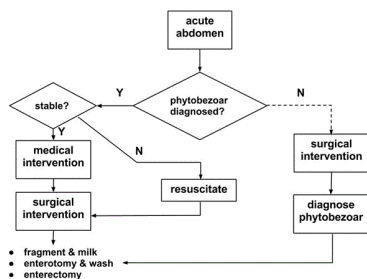 acute
abdomen
Y
N
stable?
phytobezoar
diagnosed?
Y
N
medical
intervention
surgical
intervention
resuscitate
surgical
intervention
diagnose
phytobezoar
● fragment & milk
● enterotomy & wash
● enterectomy